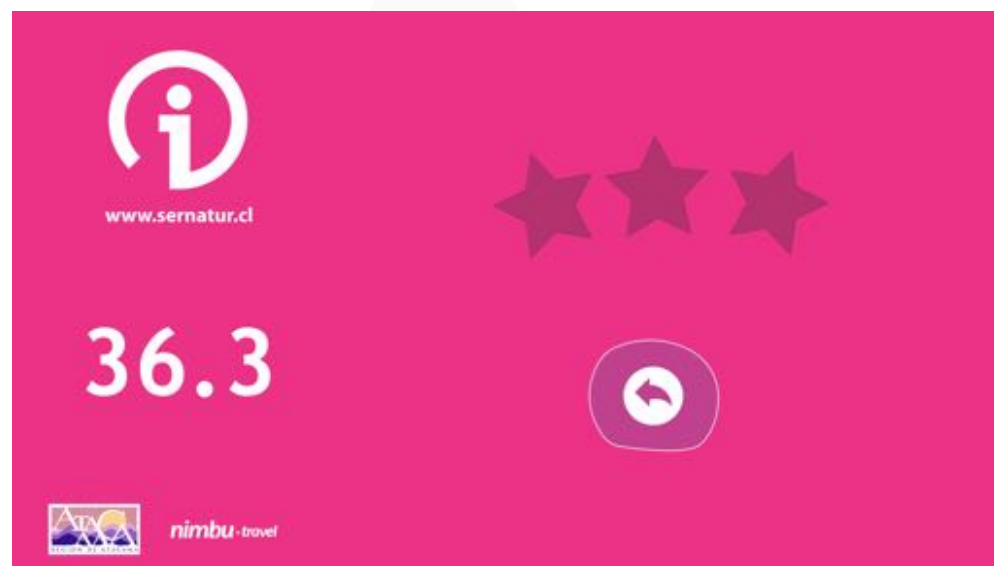 www.sernatur.cl
36.3
ATACAMA
REGIÓN DE ATACAMA
nimbu-travel